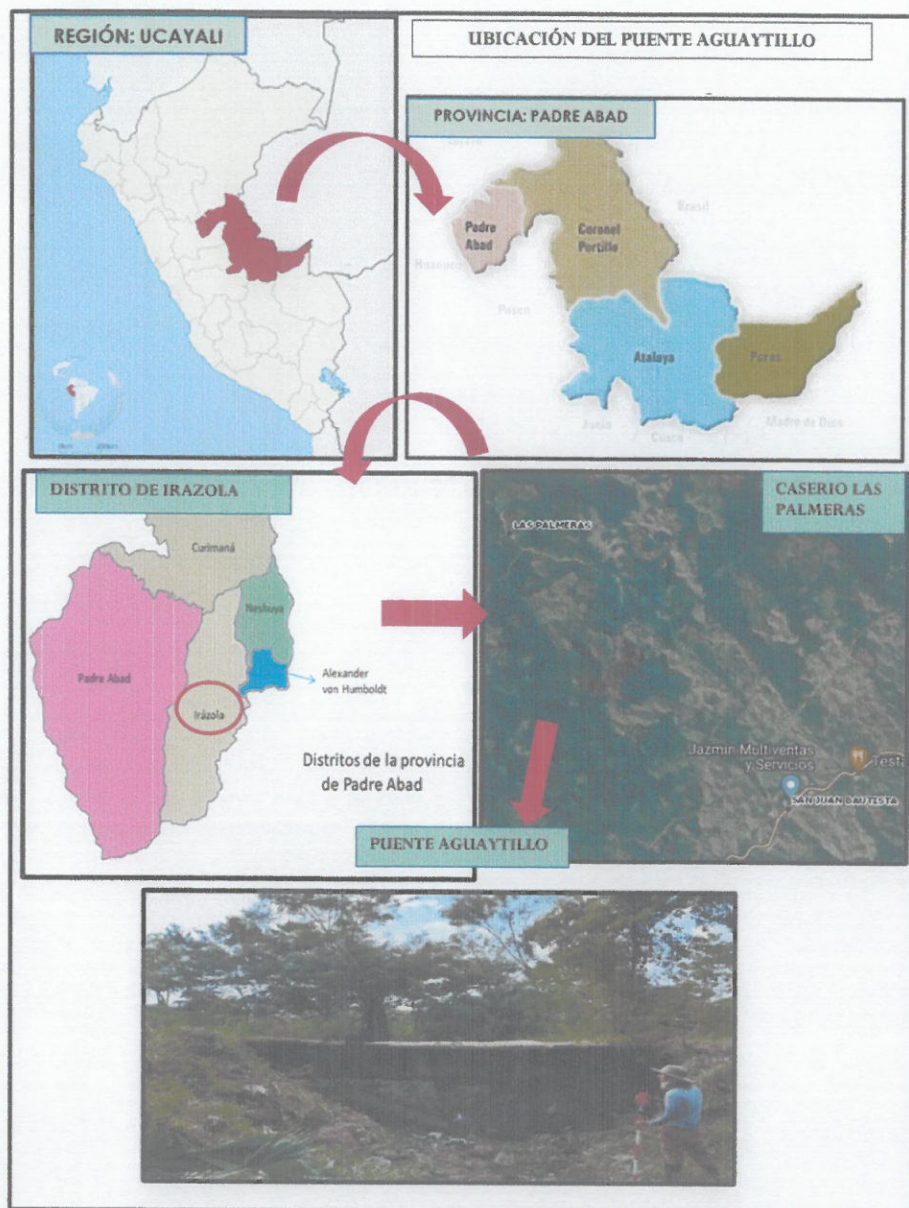 REGIÓN: UCAYALI
UBICACIÓN DEL PUENTE AGUAYTILLO
PROVINCIA: PADRE ABAD
Brasil
Padre
Abad
Coronel
Portillo
Atalaya
Purus
Madre de Dios
DISTRITO DE IRAZOLA
Curimaná
Neshuya
Padre Abad
Alexander
von Humboldt
Irázola
Distritos de la provincia
de Padre Abad
CASERIO LAS
PALMERAS
LAS PALMERAS
Jazmin Multiventas
y Servicios
SAN JUAN BAUTISTA
PUENTE AGUAYTILLO